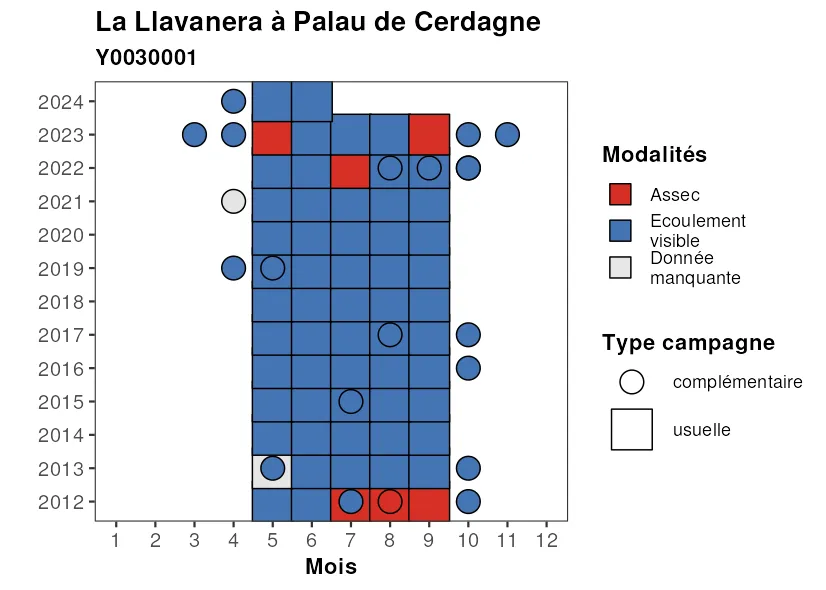 La Llavanera à Palau de Cerdagne
Y0030001
2024
2023
2022
2021
2020
2019
2018
2017
2016
2015
2014
2013
2012
1 2 3 4 5 6 7 8 9 10 11 12
Mois
Modalités
Assec
Ecoulement
visible
Donnée
manquante
Type campagne
complémentaire
usuelle